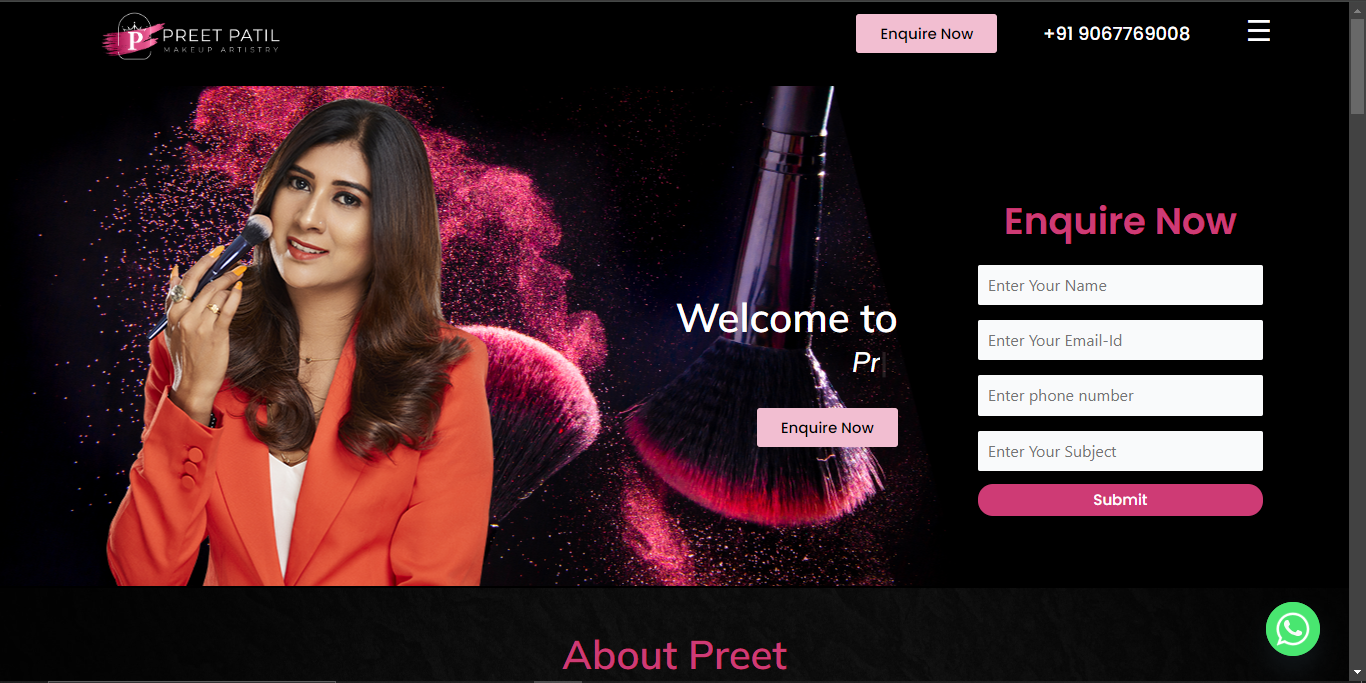 P
PREET PATIL
MAKEUP ARTISTRY
Enquire Now
+91 9067769008
Welcome to
Pr
Enquire Now
Enquire Now
Enter Your Name
Enter Your Email-Id
Enter phone number
Enter Your Subject
Submit
About Preet